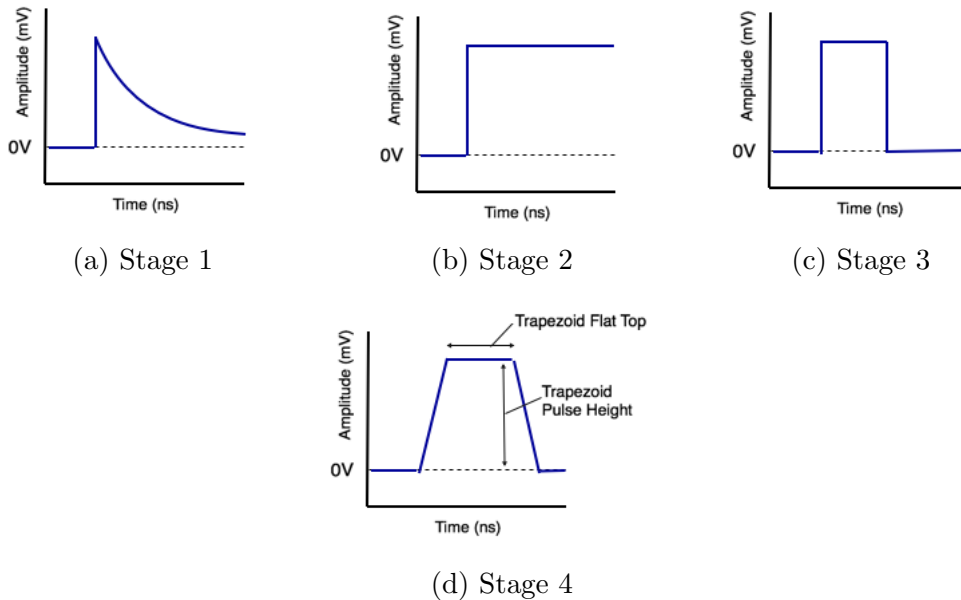 Amplitude (mV)
0V
Time (ns)
(a) Stage 1
Amplitude (mV)
0V
Time (ns)
(b) Stage 2
Amplitude (mV)
0V
Time (ns)
(c) Stage 3
Trapezoid Flat Top
Amplitude (mV)
Trapezoid
Pulse Height
0V
Time (ns)
(d) Stage 4